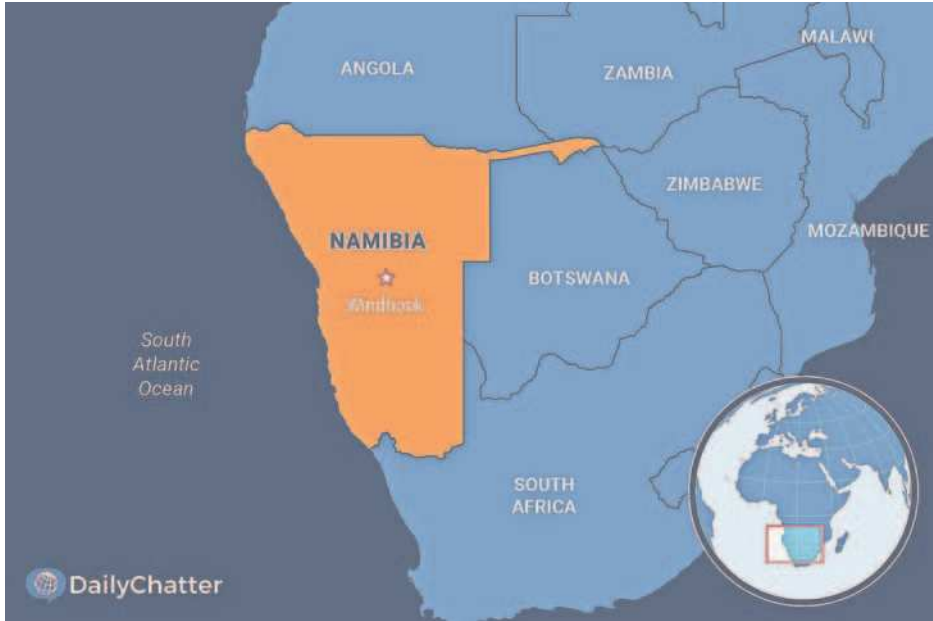 MALAWI
ANGOLA
ZAMBIA
ZIMBABWE
MOZAMBIQUE
NAMIBIA
BOTSWANA
Windhoek
South
Atlantic
Ocean
SOUTH
AFRICA
DailyChatter